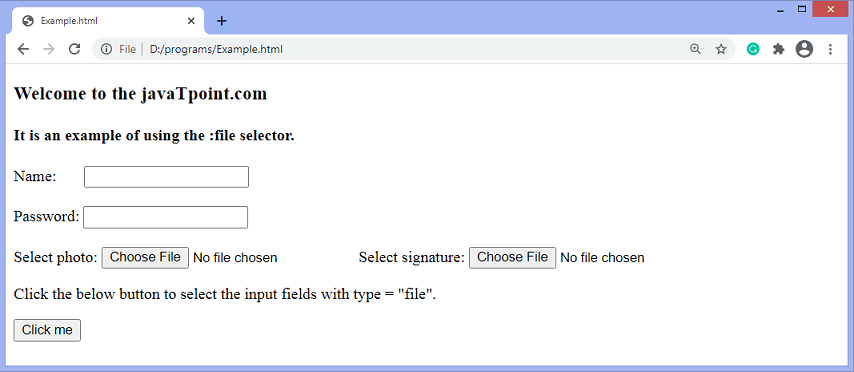 Example.html
File D:/programs/Example.html
Welcome to the javaTpoint.com
It is an example of using the :file selector.
Name:
Password:
Select photo: Choose File No file chosen Select signature: Choose File No file chosen
Click the below button to select the input fields with type = "file".
Click me